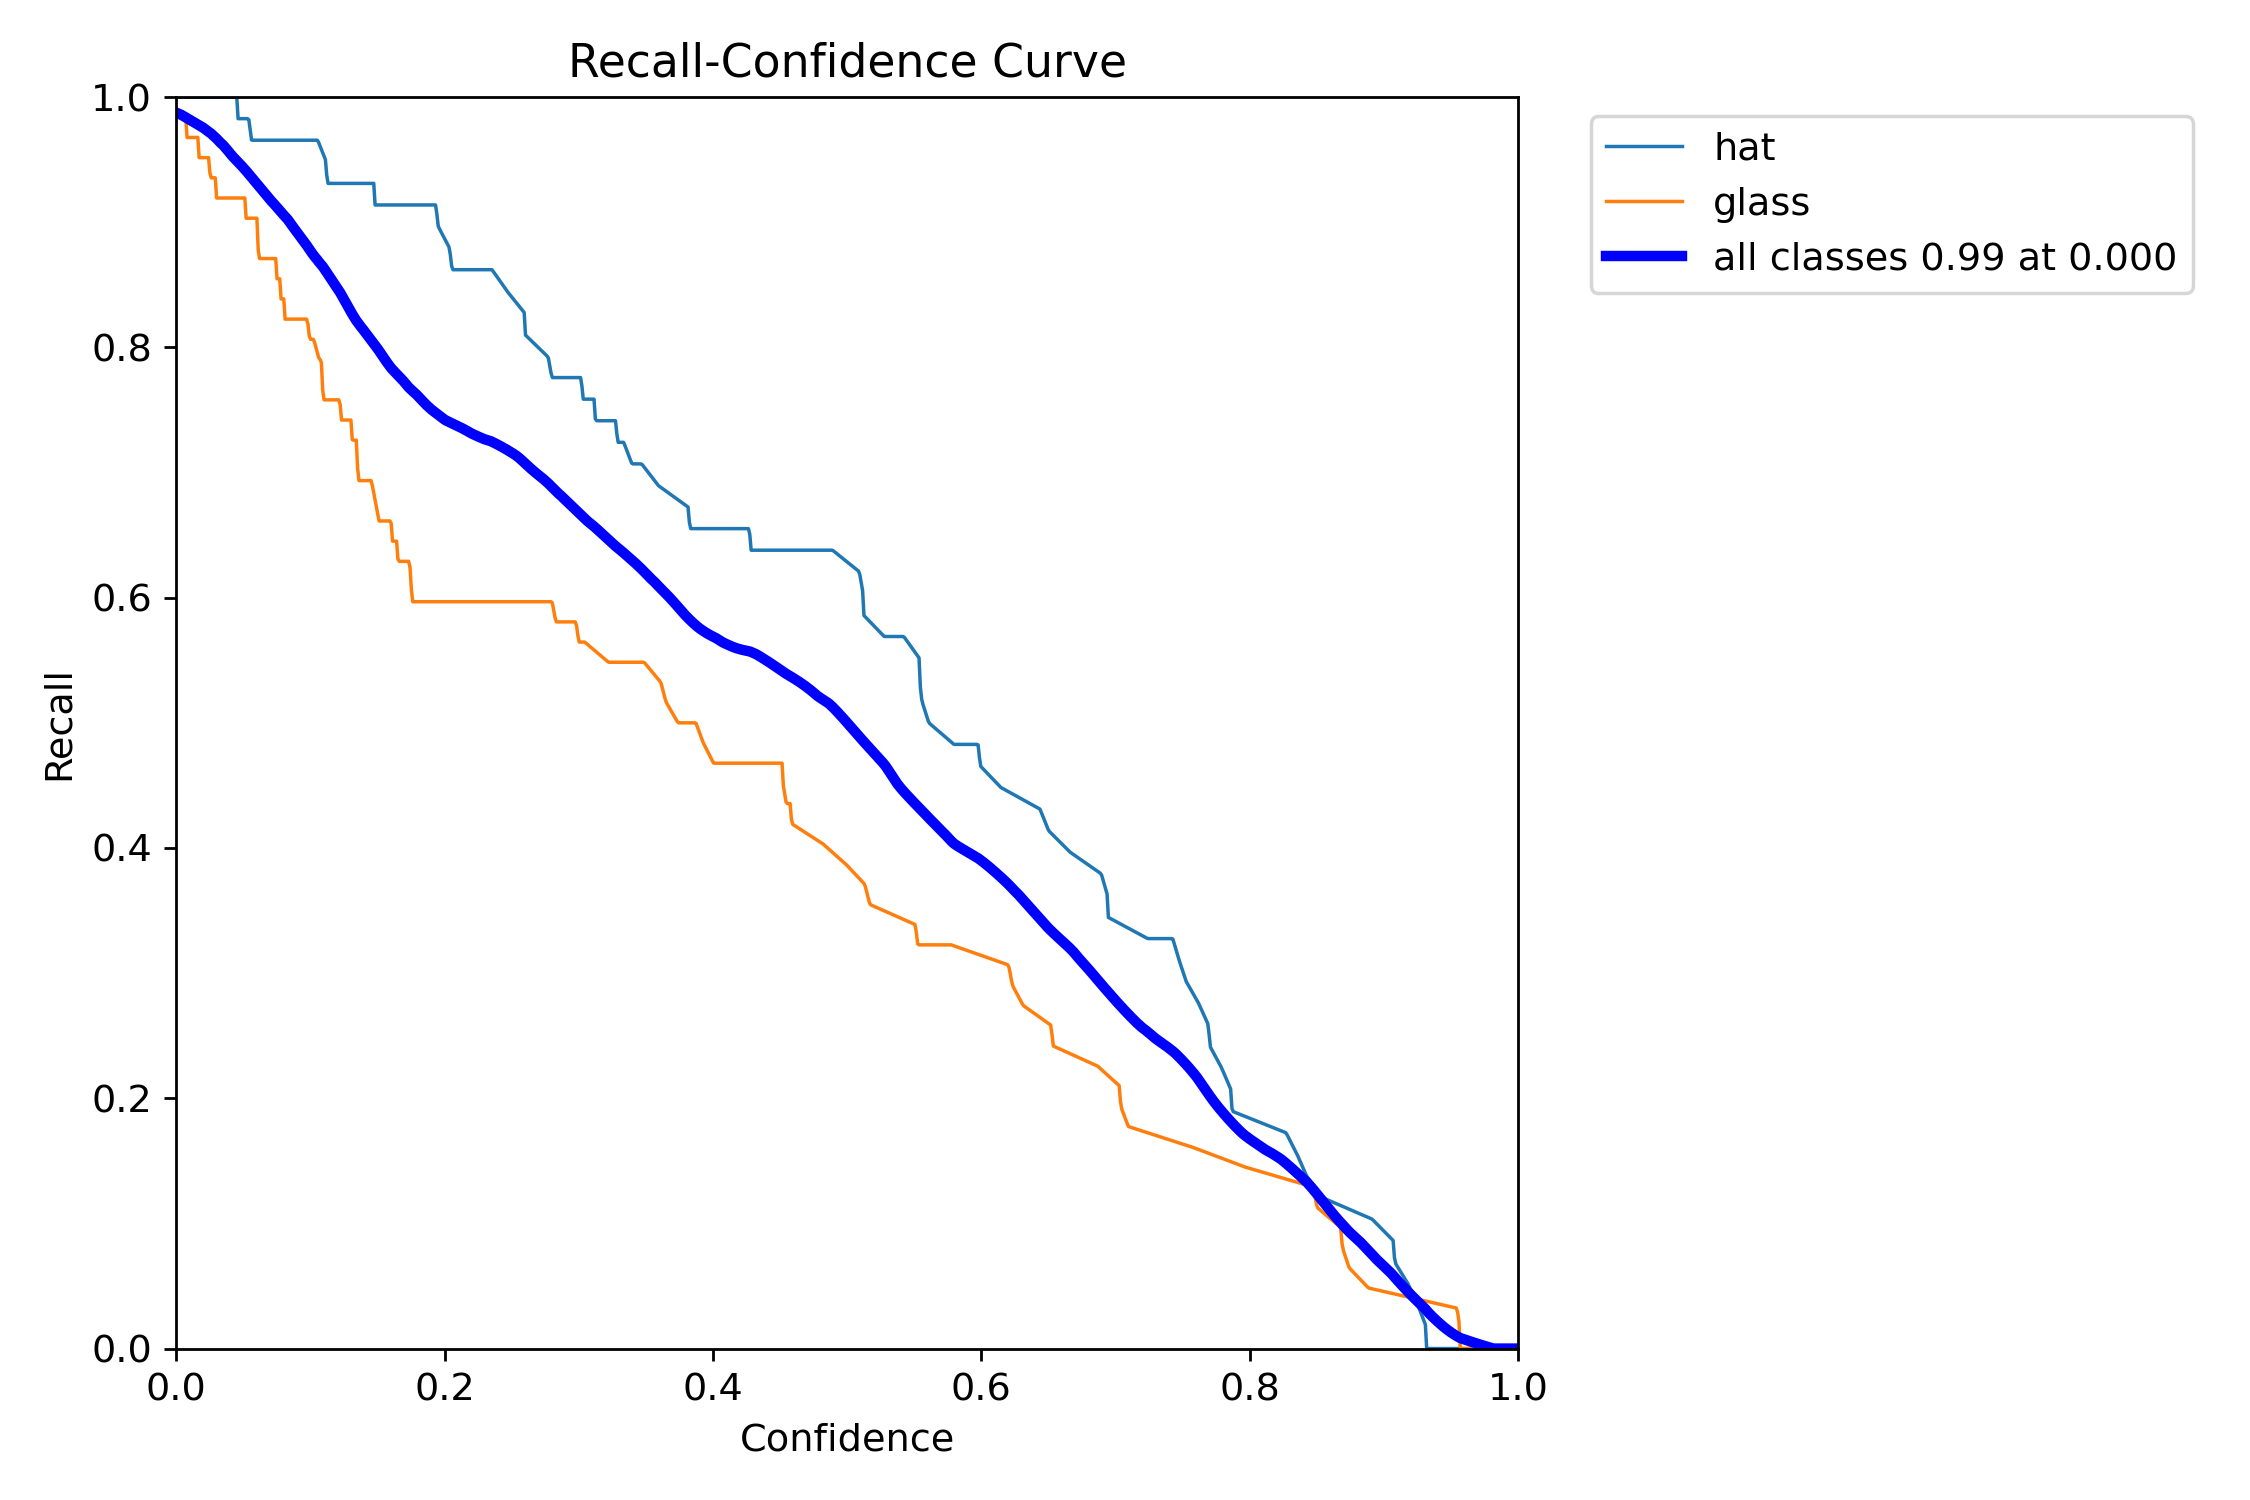 Recall-Confidence Curve
1.0
0.8
0.6
0.4
0.2
0.0
Recall
0.0 0.2 0.4 0.6 0.8 1.0
Confidence
hat
glass
all classes 0.99 at 0.000